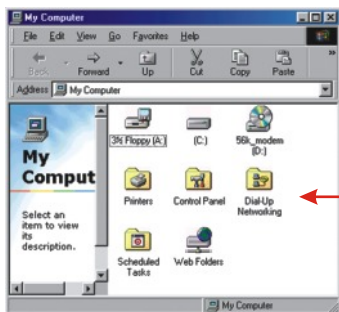 My Computer
File Edit View Go Favorites Help
Back Forward Up Cut Copy Paste »
Address My Computer
3½ Floppy (A:) (C:) 56k_modem (D:)
My Comput
Printers Control Panel Dial-Up Networking
Select an
item to view
its
description.
Scheduled Tasks Web Folders
My Computer